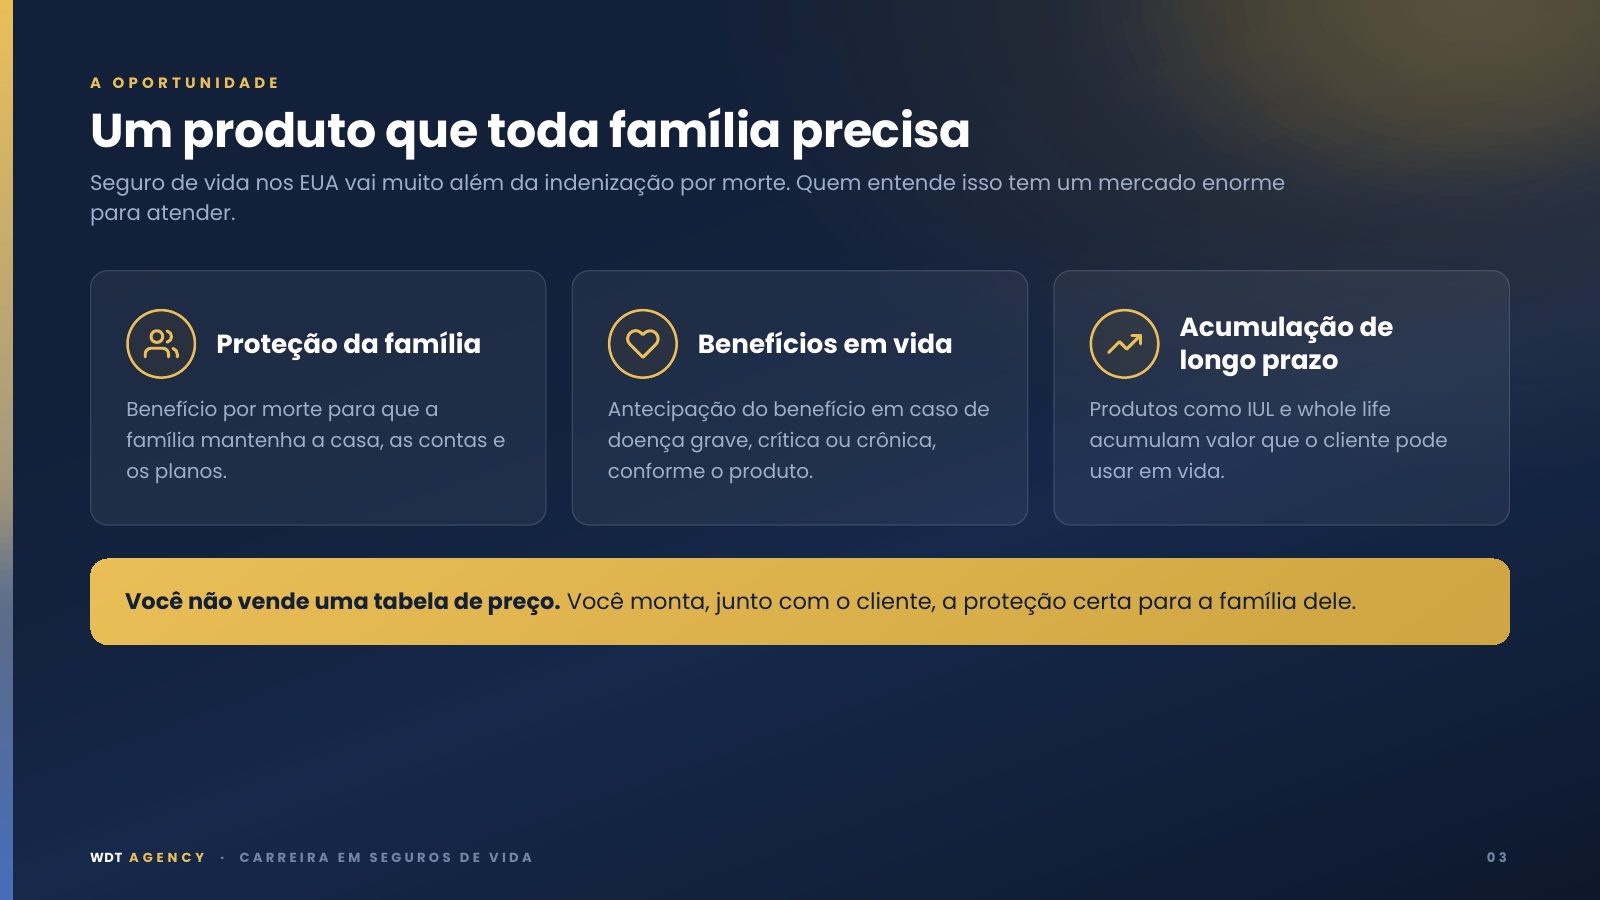 A OPORTUNIDADE
Um produto que toda família precisa
Seguro de vida nos EUA vai muito além da indenização por morte. Quem entende isso tem um mercado enorme
para atender.
Proteção da família
Benefício por morte para que a
família mantenha a casa, as contas e
os planos.
Benefícios em vida
Antecipação do benefício em caso de
doença grave, crítica ou crônica,
conforme o produto.
Acumulação de
longo prazo
Produtos como IUL e whole life
acumulam valor que o cliente pode
usar em vida.
Você não vende uma tabela de preço. Você monta, junto com o cliente, a proteção certa para a família dele.
WDT AGENCY · CARREIRA EM SEGUROS DE VIDA
03